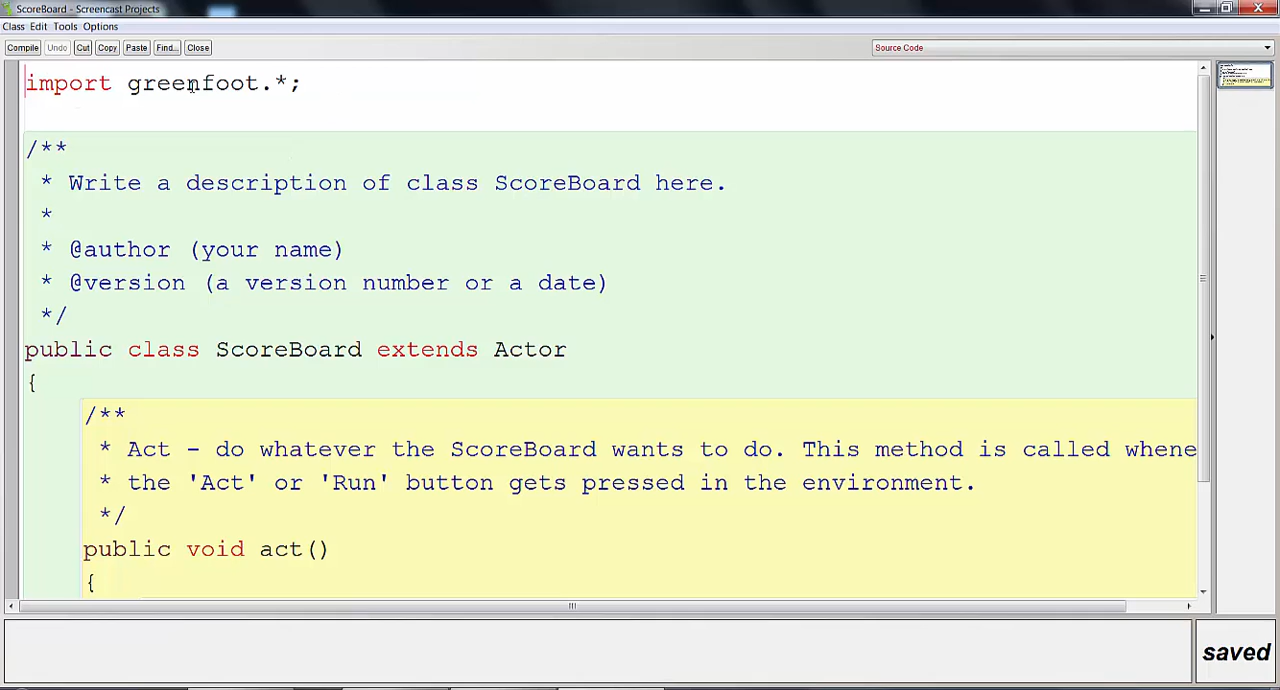 ScoreBoard - Screencast Projects
Class Edit Tools Options
Compile Undo Cut Copy Paste Find... Close Source Code
import greenfoot.*;
/**
* Write a description of class ScoreBoard here.
*
* @author (your name)
* @version (a version number or a date)
*/
public class ScoreBoard extends Actor
{
/**
* Act - do whatever the ScoreBoard wants to do. This method is called whene
* the 'Act' or 'Run' button gets pressed in the environment.
*/
public void act()
{
saved